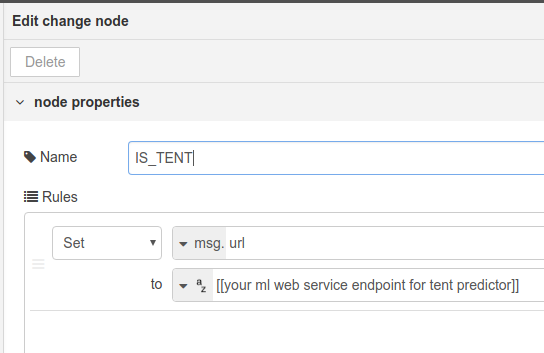 Edit change node
Delete
node properties
Name IS_TENT
Rules
Set msg. url
to az [[your ml web service endpoint for tent predictor]]